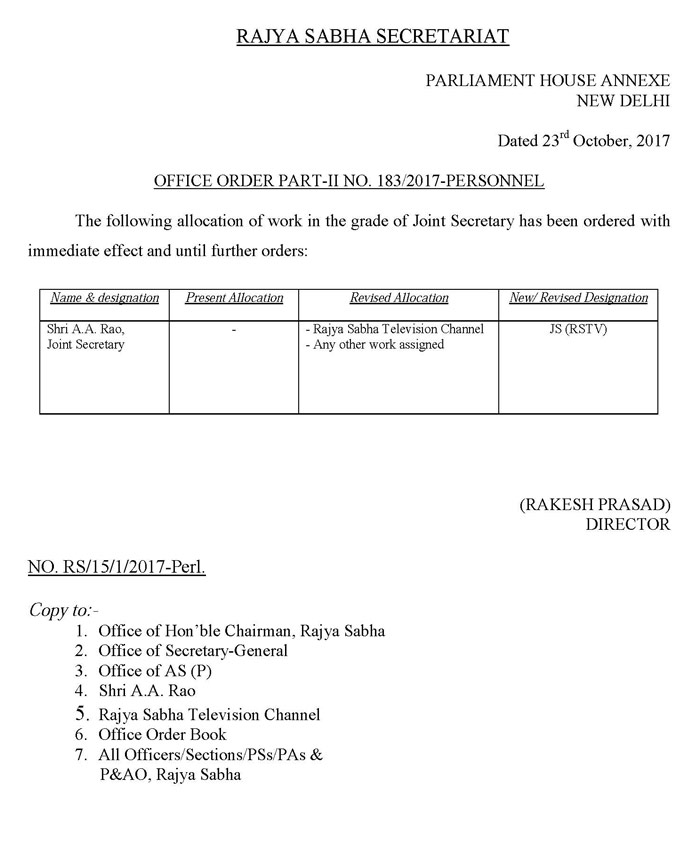 RAJYA SABHA SECRETARIAT
PARLIAMENT HOUSE ANNEXE
NEW DELHI
Dated 23rd October, 2017
OFFICE ORDER PART-II NO. 183/2017-PERSONNEL
The following allocation of work in the grade of Joint Secretary has been ordered with
immediate effect and until further orders:
Name & designation Present Allocation Revised Allocation New/ Revised Designation
Shri A.A. Rao, - - Rajya Sabha Television Channel JS (RSTV)
Joint Secretary - Any other work assigned
(RAKESH PRASAD)
DIRECTOR
NO. RS/15/1/2017-Perl.
Copy to:-
1. Office of Hon’ble Chairman, Rajya Sabha
2. Office of Secretary-General
3. Office of AS (P)
4. Shri A.A. Rao
5. Rajya Sabha Television Channel
6. Office Order Book
7. All Officers/Sections/PSs/PAs &
P&AO, Rajya Sabha